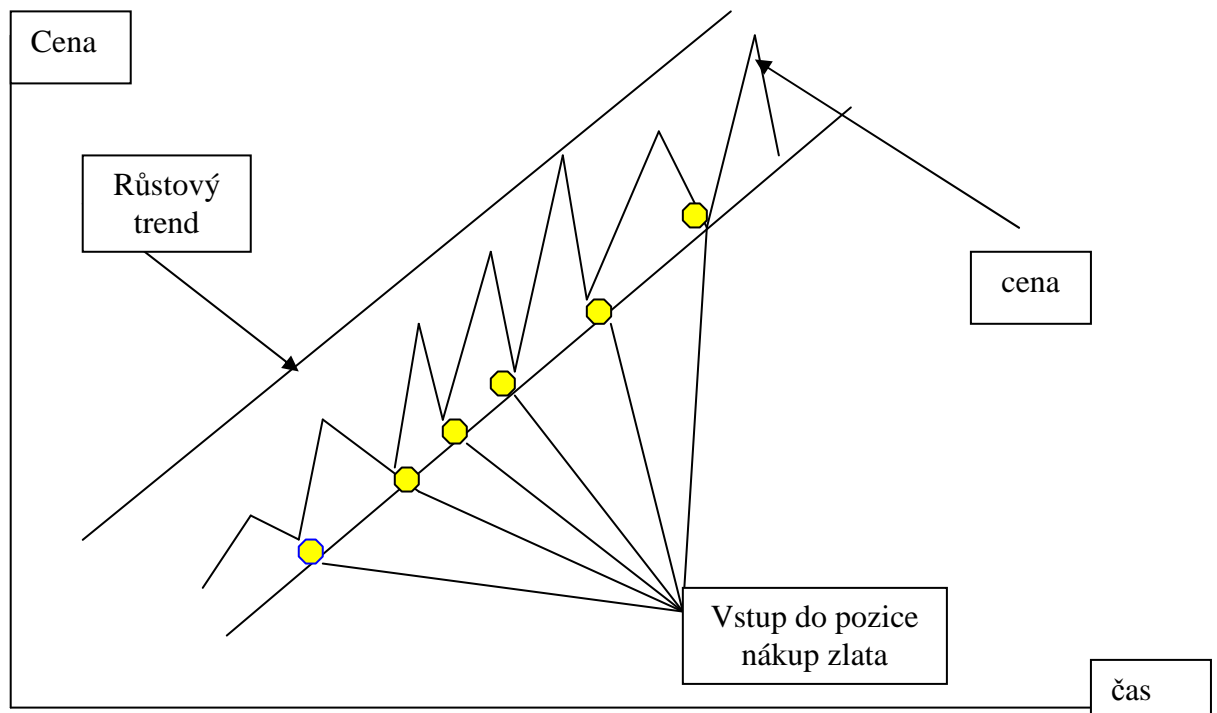 Cena
Růstový
trend
cena
Vstup do pozice
nákup zlata
čas